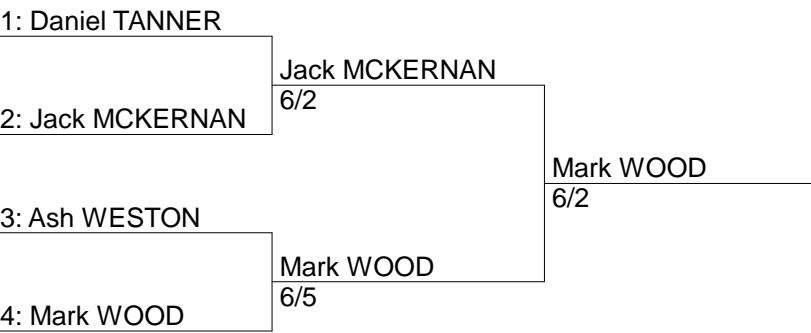 1: Daniel TANNER
Jack MCKERNAN
6/2
2: Jack MCKERNAN
Mark WOOD
6/2
3: Ash WESTON
Mark WOOD
6/5
4: Mark WOOD